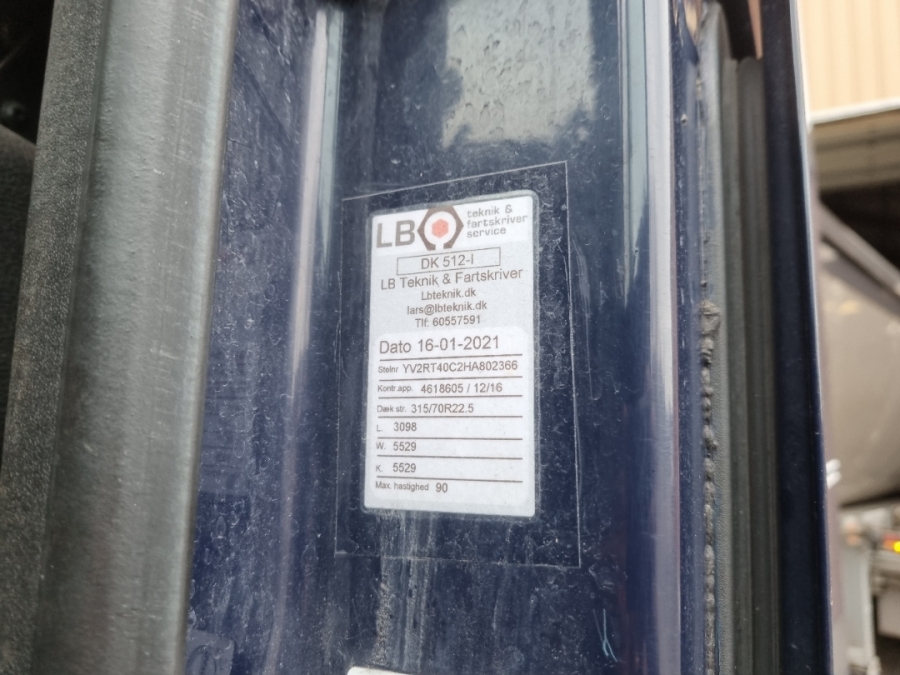 LB
teknik &
fartskriver
service
DK 512-i
LB Teknik & Fartskriver
Lbteknik.dk
lars@lbteknik.dk
Tlf: 60557591
Dato 16-01-2021
Stelnr YV2RT40C2HA802366
Kontr.app. 4618605 / 12/16
Dæk str. 315/70R22.5
L. 3098
W. 5529
K. 5529
Max. hastighed 90